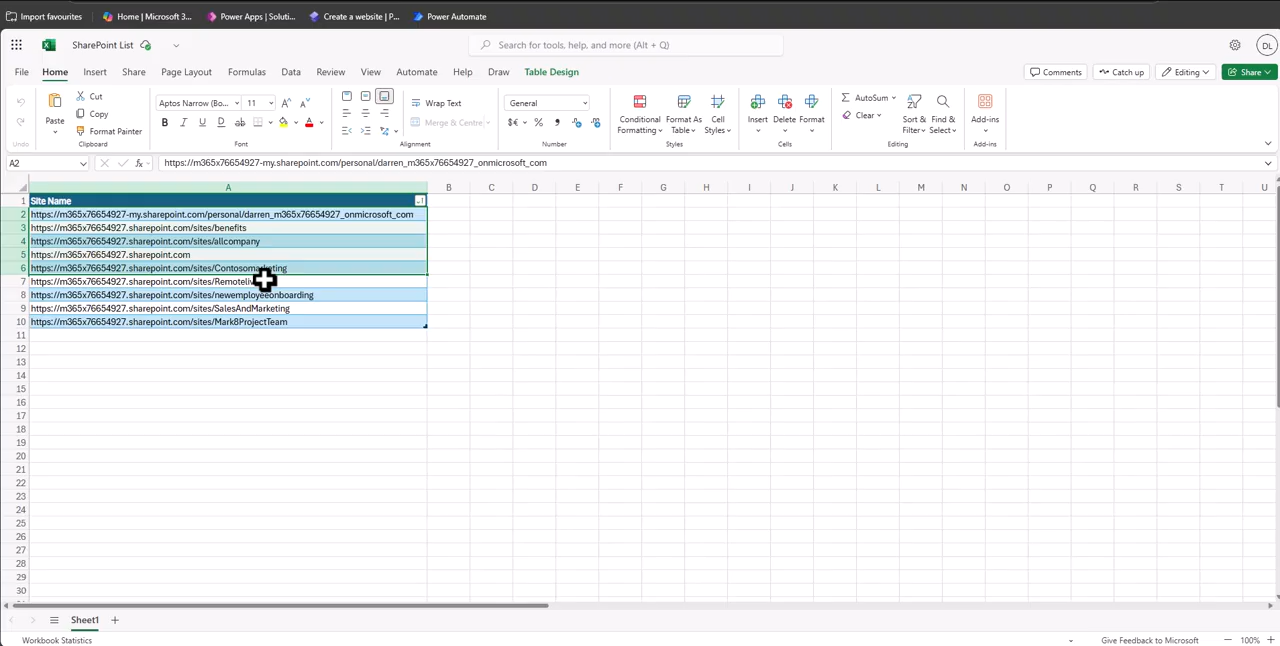 Import favourites Home | Microsoft 3... Power Apps | Soluti... Create a website | P... Power Automate
SharePoint List Search for tools, help, and more (Alt + Q) DL
File Home Insert Share Page Layout Formulas Data Review View Automate Help Draw Table Design Comments Catch up Editing Share
Paste Cut Copy Format Painter
Aptos Narrow (Bo... 11 A A
B I U D ab A
Wrap Text
Merge & Centre
General
$€ % 9
Conditional Formatting Format As Table Cell Styles
Insert Delete Format
AutoSum Clear Sort & Filter Find & Select
Add-ins
Undo Clipboard Font Alignment Number Styles Cells Editing Add-ins
A2 fx https://m365x76654927-my.sharepoint.com/personal/darren_m365x76654927_onmicrosoft_com
A B C D E F G H I J K L M N O P Q R S T U
1 Site Name
2 https://m365x76654927-my.sharepoint.com/personal/darren_m365x76654927_onmicrosoft_com
3 https://m365x76654927.sharepoint.com/sites/benefits
4 https://m365x76654927.sharepoint.com/sites/allcompany
5 https://m365x76654927.sharepoint.com
6 https://m365x76654927.sharepoint.com/sites/Contosomarketing
7
8 https://m365x76654927.sharepoint.com/sites/newemployeeonboarding
9 https://m365x76654927.sharepoint.com/sites/SalesAndMarketing
10 https://m365x76654927.sharepoint.com/sites/Mark8ProjectTeam
11
12
13
14
15
16
17
18
19
20
21
22
23
24
25
26
27
28
29
30
Sheet1
Workbook Statistics Give Feedback to Microsoft 100%